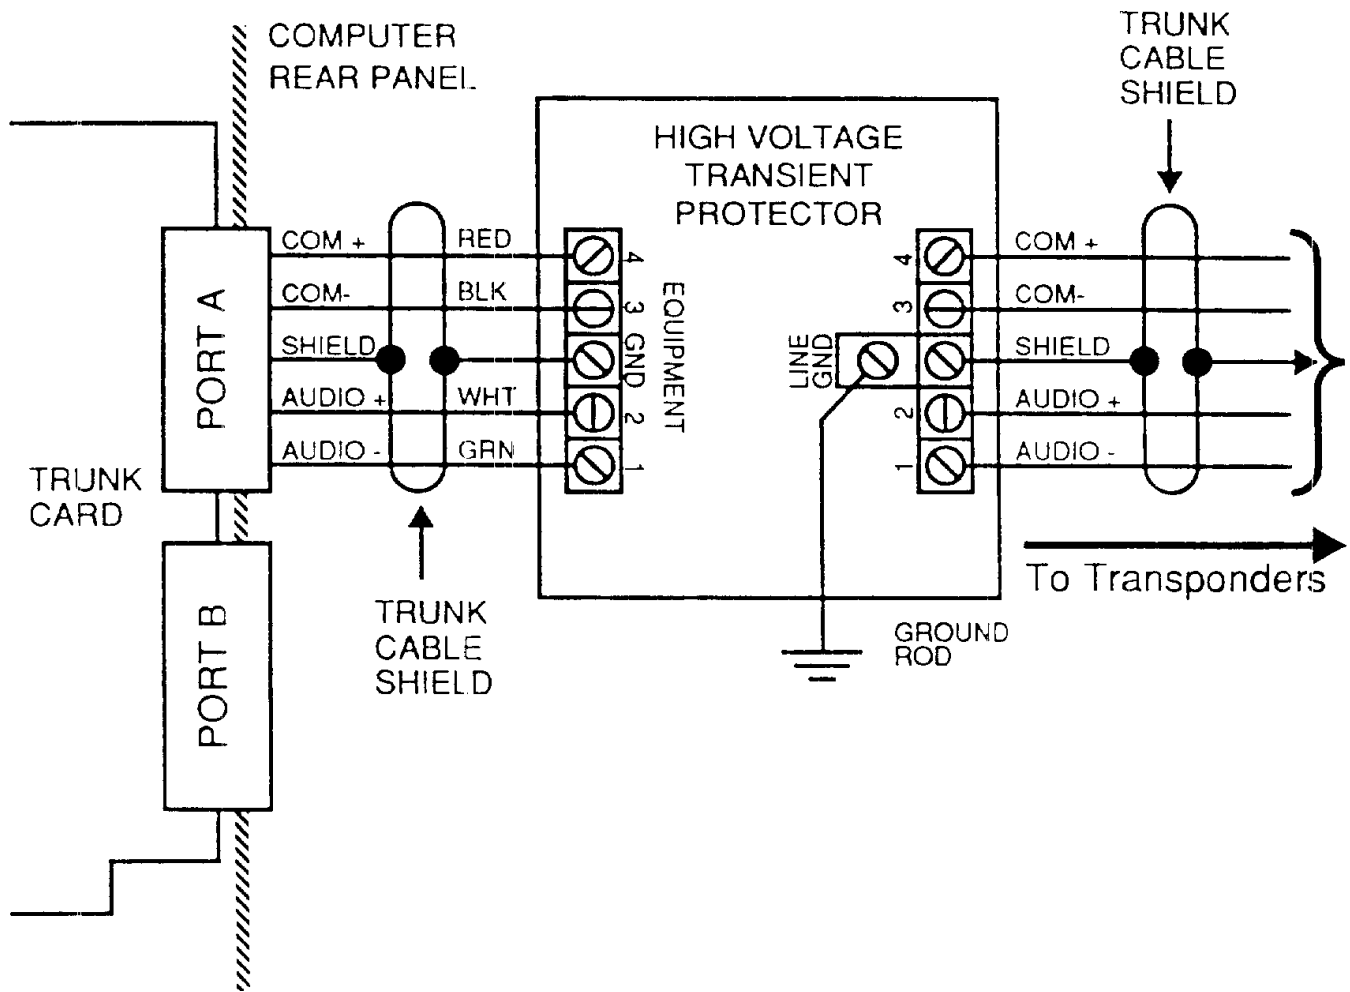 COMPUTER
REAR PANEL
TRUNK
CABLE
SHIELD
HIGH VOLTAGE
TRANSIENT
PROTECTOR
PORT A
COM + RED
COM- BLK
SHIELD
AUDIO + WHT
AUDIO - GRN
4
3
GND
2
1
EQUIPMENT
LINE
GND
4
3
2
1
COM +
COM-
SHIELD
AUDIO +
AUDIO -
TRUNK
CARD
To Transponders
PORT B
TRUNK
CABLE
SHIELD
GROUND
ROD